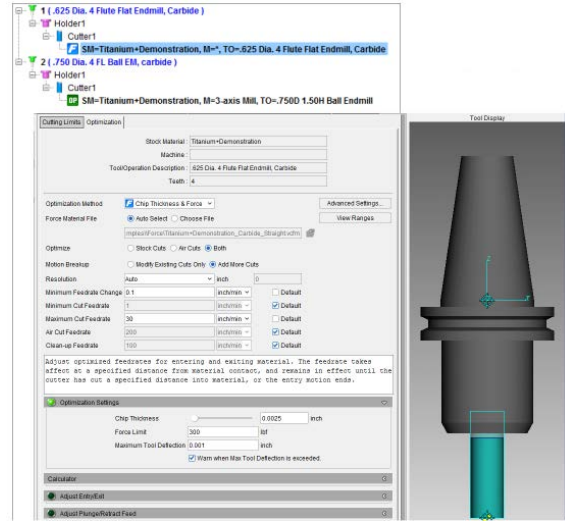 1 (.625 Dia. 4 Flute Flat Endmill, Carbide )
Holder1
Cutter1
SM=Titanium+Demonstration, M=*, TO=.625 Dia. 4 Flute Flat Endmill, Carbide
2 (.750 Dia. 4 FL Ball EM, carbide )
Holder1
Cutter1
OP SM=Titanium+Demonstration, M=3-axis Mill, TO=.750D 1.50H Ball Endmill
Cutting Limits Optimization
Tool Display
Stock Material : Titanium+Demonstration
Machine :
Tool/Operation Description : .625 Dia. 4 Flute Flat Endmill, Carbide
Teeth : 4
Optimization Method Chip Thickness & Force Advanced Settings...
Force Material File Auto Select Choose File View Ranges
Optimize Stock Cuts Air Cuts Both
Motion Breakup Modify Existing Cuts Only Add More Cuts
Resolution Auto inch 0
Minimum Feedrate Change 0.1 inch/min Default
Minimum Cut Feedrate 1 inch/min Default
Maximum Cut Feedrate 30 inch/min Default
Air Cut Feedrate 200 inch/min Default
Clean-up Feedrate 100 inch/min Default
Adjust optimized feedrates for entering and exiting material. The feedrate takes
affect at a specified distance from material contact, and remains in effect until the
cutter has cut a specified distance into material, or the entry motion ends.
Optimization Settings
Chip Thickness 0.0025 inch
Force Limit 300 lbf
Maximum Tool Deflection 0.001 inch
Warn when Max Tool Deflection is exceeded.
Calculator
Adjust Entry/Exit
Adjust Plunge/Retract Feed